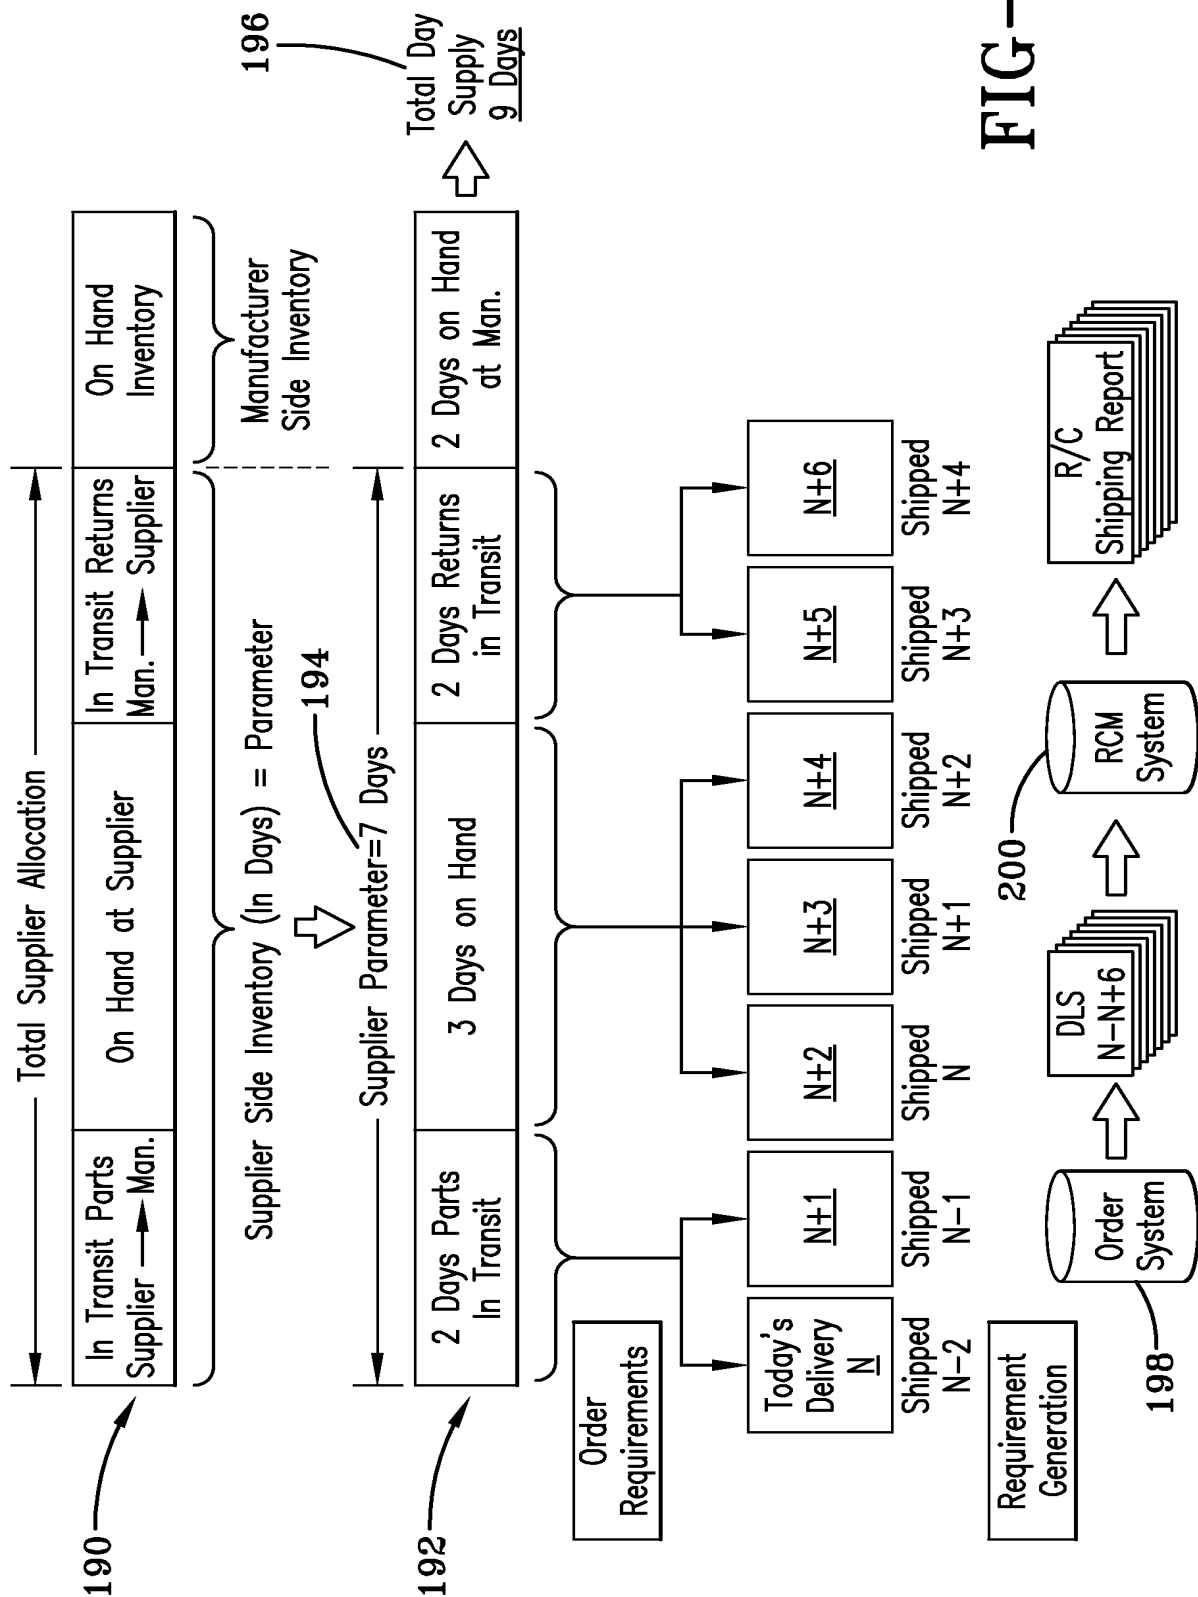 Total Supplier Allocation
190
In Transit Parts
Supplier → Man.
On Hand at Supplier
In Transit Returns
Man. → Supplier
On Hand
Inventory
Supplier Side Inventory (In Days) = Parameter
Manufacturer
Side Inventory
194
Supplier Parameter=7 Days
192
2 Days Parts
In Transit
3 Days on Hand
2 Days Returns
in Transit
2 Days on Hand
at Man.
196
Total Day
Supply
9 Days
Order
Requirements
Today's
Delivery
N
N+1
N+2
N+3
N+4
N+5
N+6
Shipped
N-2
Shipped
N-1
Shipped
N
Shipped
N+1
Shipped
N+2
Shipped
N+3
Shipped
N+4
Requirement
Generation
198
Order
System
DLS
N-N+6
200
RCM
System
R/C
Shipping Report
FIG-